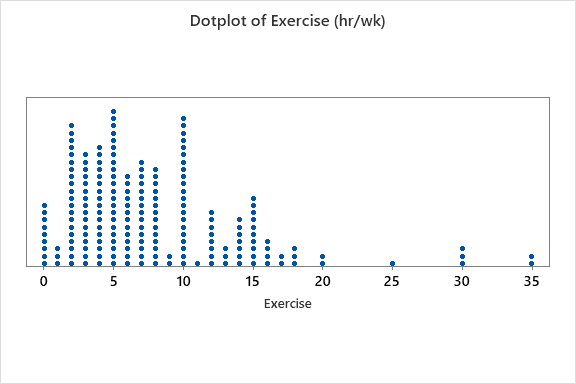 Dotplot of Exercise (hr/wk)
0 5 10 15 20 25 30 35
Exercise